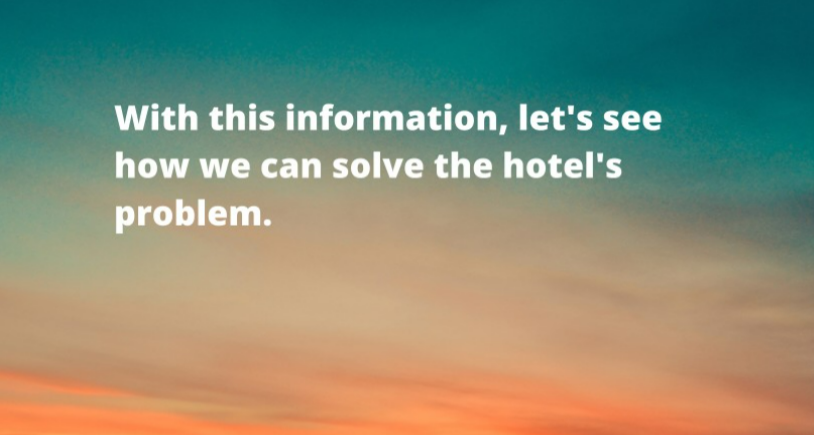 With this information, let's see
how we can solve the hotel's
problem.